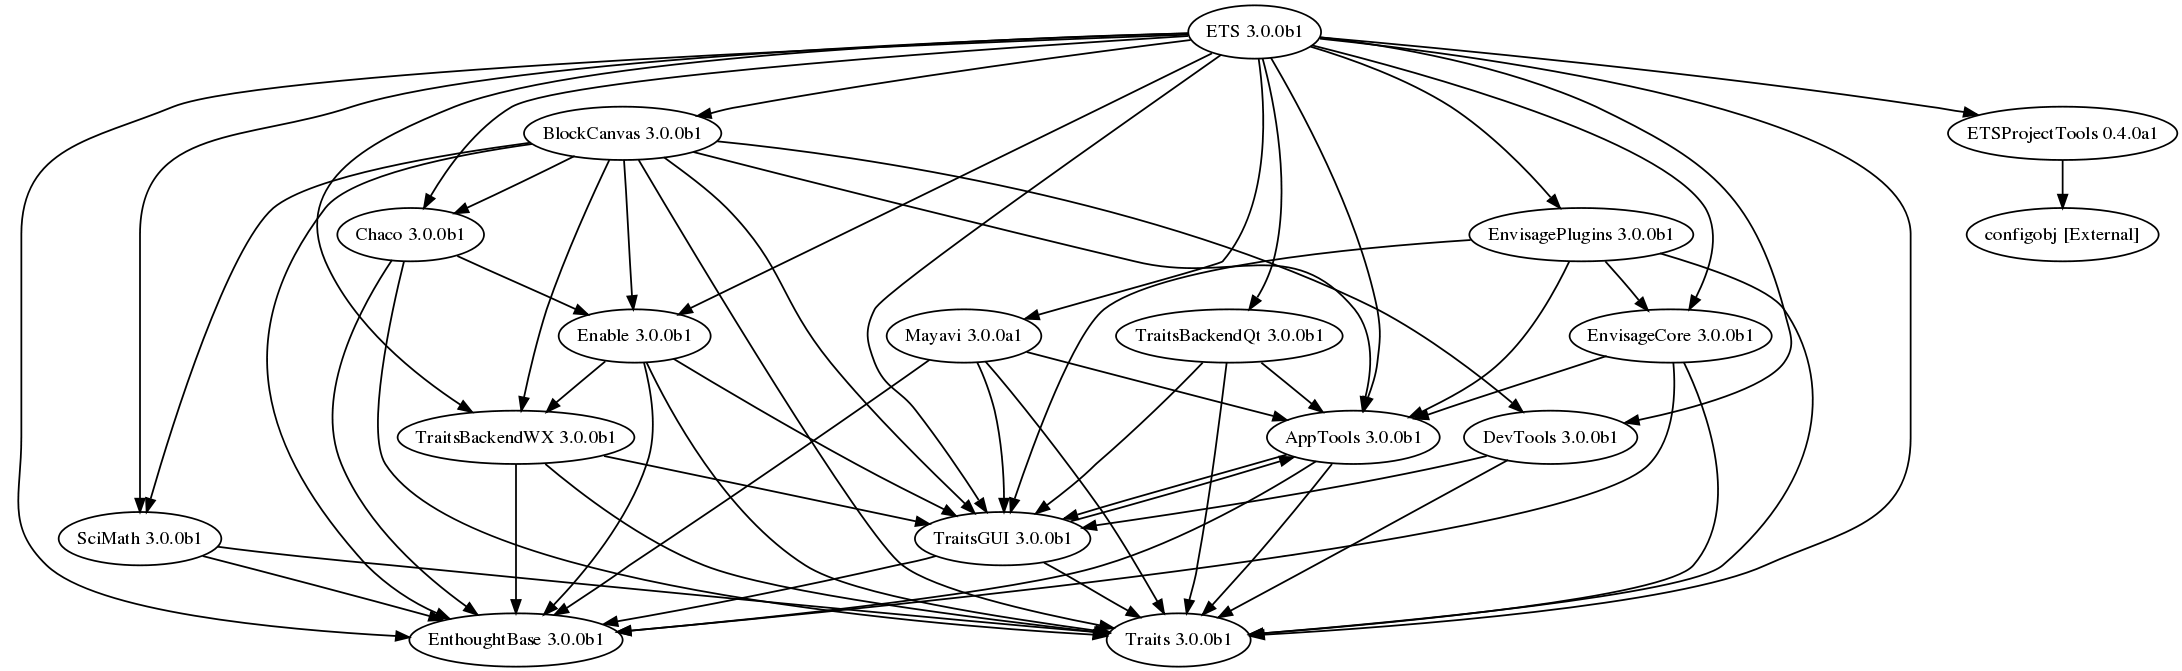 ETS 3.0.0b1
BlockCanvas 3.0.0b1
ETSProjectTools 0.4.0a1
Chaco 3.0.0b1
EnvisagePlugins 3.0.0b1
configobj [External]
Enable 3.0.0b1
Mayavi 3.0.0a1
TraitsBackendQt 3.0.0b1
EnvisageCore 3.0.0b1
TraitsBackendWX 3.0.0b1
AppTools 3.0.0b1
DevTools 3.0.0b1
SciMath 3.0.0b1
TraitsGUI 3.0.0b1
EnthoughtBase 3.0.0b1
Traits 3.0.0b1